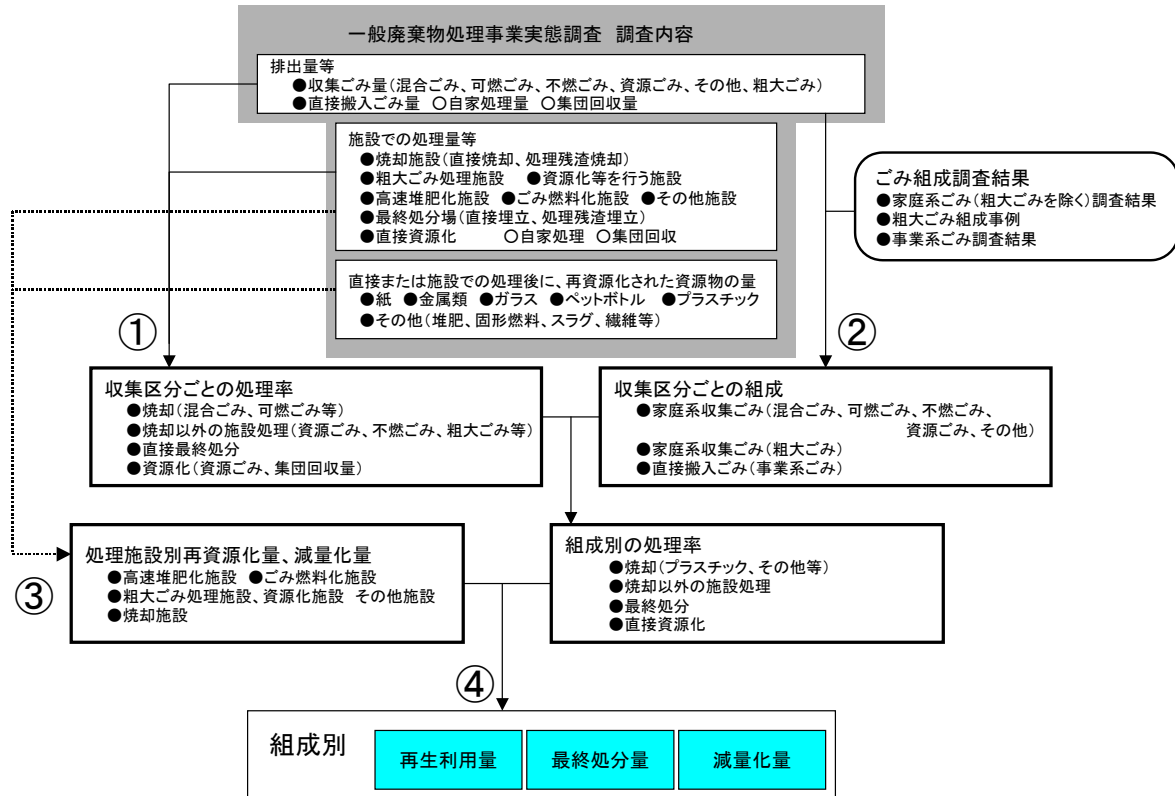 一般廃棄物処理事業実態調査 調査内容
排出量等
●収集ごみ量(混合ごみ、可燃ごみ、不燃ごみ、資源ごみ、その他、粗大ごみ)
●直接搬入ごみ量 ○自家処理量 ○集団回収量
施設での処理量等
●焼却施設(直接焼却、処理残渣焼却)
●粗大ごみ処理施設 ●資源化等を行う施設
●高速堆肥化施設 ●ごみ燃料化施設 ●その他施設
●最終処分場(直接埋立、処理残渣埋立)
●直接資源化 ○自家処理 ○集団回収
ごみ組成調査結果
●家庭系ごみ(粗大ごみを除く)調査結果
●粗大ごみ組成事例
●事業系ごみ調査結果
直接または施設での処理後に、再資源化された資源物の量
●紙 ●金属類 ●ガラス ●ペットボトル ●プラスチック
●その他(堆肥、固形燃料、スラグ、繊維等)
①
②
収集区分ごとの処理率
●焼却(混合ごみ、可燃ごみ等)
●焼却以外の施設処理(資源ごみ、不燃ごみ、粗大ごみ等)
●直接最終処分
●資源化(資源ごみ、集団回収量)
収集区分ごとの組成
●家庭系収集ごみ(混合ごみ、可燃ごみ、不燃ごみ、
資源ごみ、その他)
●家庭系収集ごみ(粗大ごみ)
●直接搬入ごみ(事業系ごみ)
③
処理施設別再資源化量、減量化量
●高速堆肥化施設 ●ごみ燃料化施設
●粗大ごみ処理施設、資源化施設 その他施設
●焼却施設
組成別の処理率
●焼却(プラスチック、その他等)
●焼却以外の施設処理
●最終処分
●直接資源化
④
組成別
再生利用量
最終処分量
減量化量